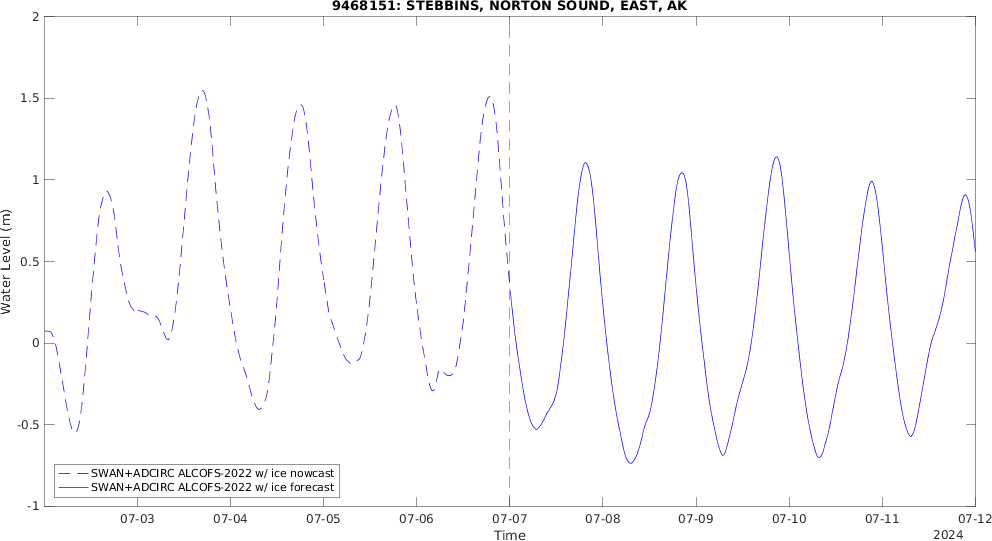 9468151: STEBBINS, NORTON SOUND, EAST, AK
2
1.5
1
0.5
0
-0.5
-1
Water Level (m)
SWAN+ADCIRC ALCOFS-2022 w/ ice nowcast
SWAN+ADCIRC ALCOFS-2022 w/ ice forecast
07-03 07-04 07-05 07-06 07-07 07-08 07-09 07-10 07-11 07-12
Time
2024